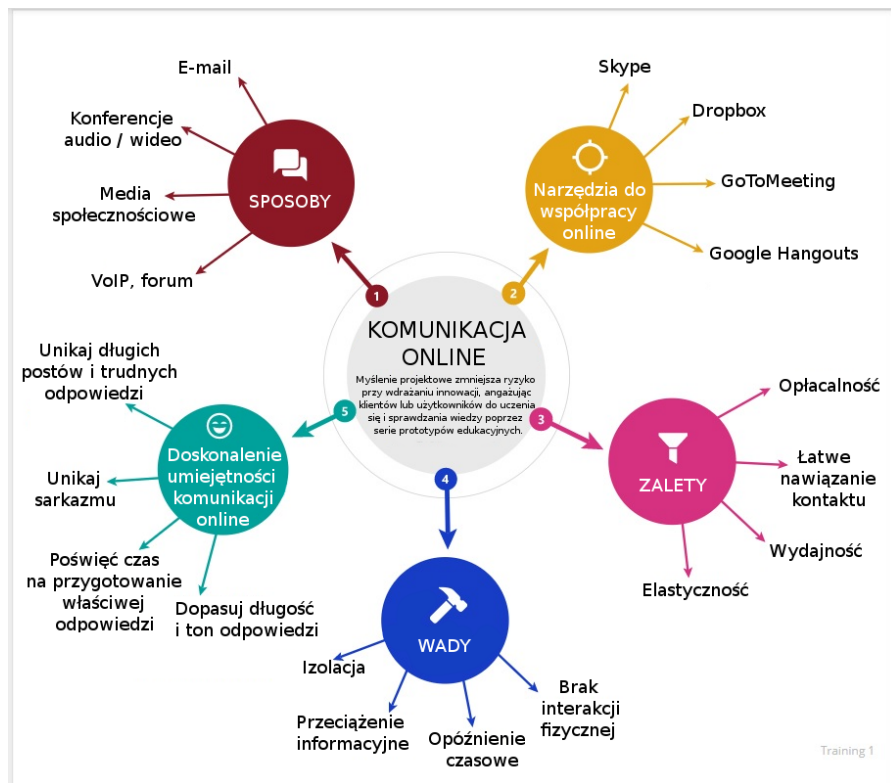 KOMUNIKACJA
ONLINE
Myślenie projektowe zmniejsza ryzyko
przy wdrażaniu innowacji, angażując
klientów lub użytkowników do uczenia
się i sprawdzania wiedzy poprzez
serie prototypów edukacyjnych.
1
SPOSOBY
E-mail
Konferencje
audio / wideo
Media
społecznościowe
VoIP, forum
2
Narzędzia do
współpracy
online
Skype
Dropbox
GoToMeeting
Google Hangouts
3
ZALETY
Opłacalność
Łatwe
nawiązanie
kontaktu
Wydajność
Elastyczność
4
WADY
Izolacja
Przeciążenie
informacyjne
Opóźnienie
czasowe
Brak
interakcji
fizycznej
5
Doskonalenie
umiejętności
komunikacji
online
Unikaj długich
postów i trudnych
odpowiedzi
Unikaj
sarkazmu
Poświęć czas
na przygotowanie
właściwej
odpowiedzi
Dopasuj długość
i ton odpowiedzi
Training 1